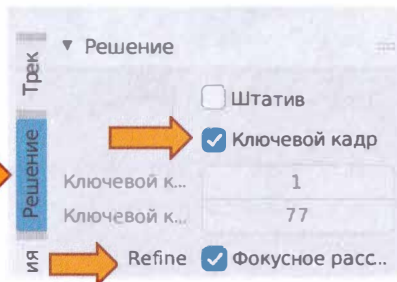 Трек
Решение
ия
▼ Решение
Штатив
Ключевой кадр
Ключевой к... 1
Ключевой к... 77
Refine Фокусное расс...